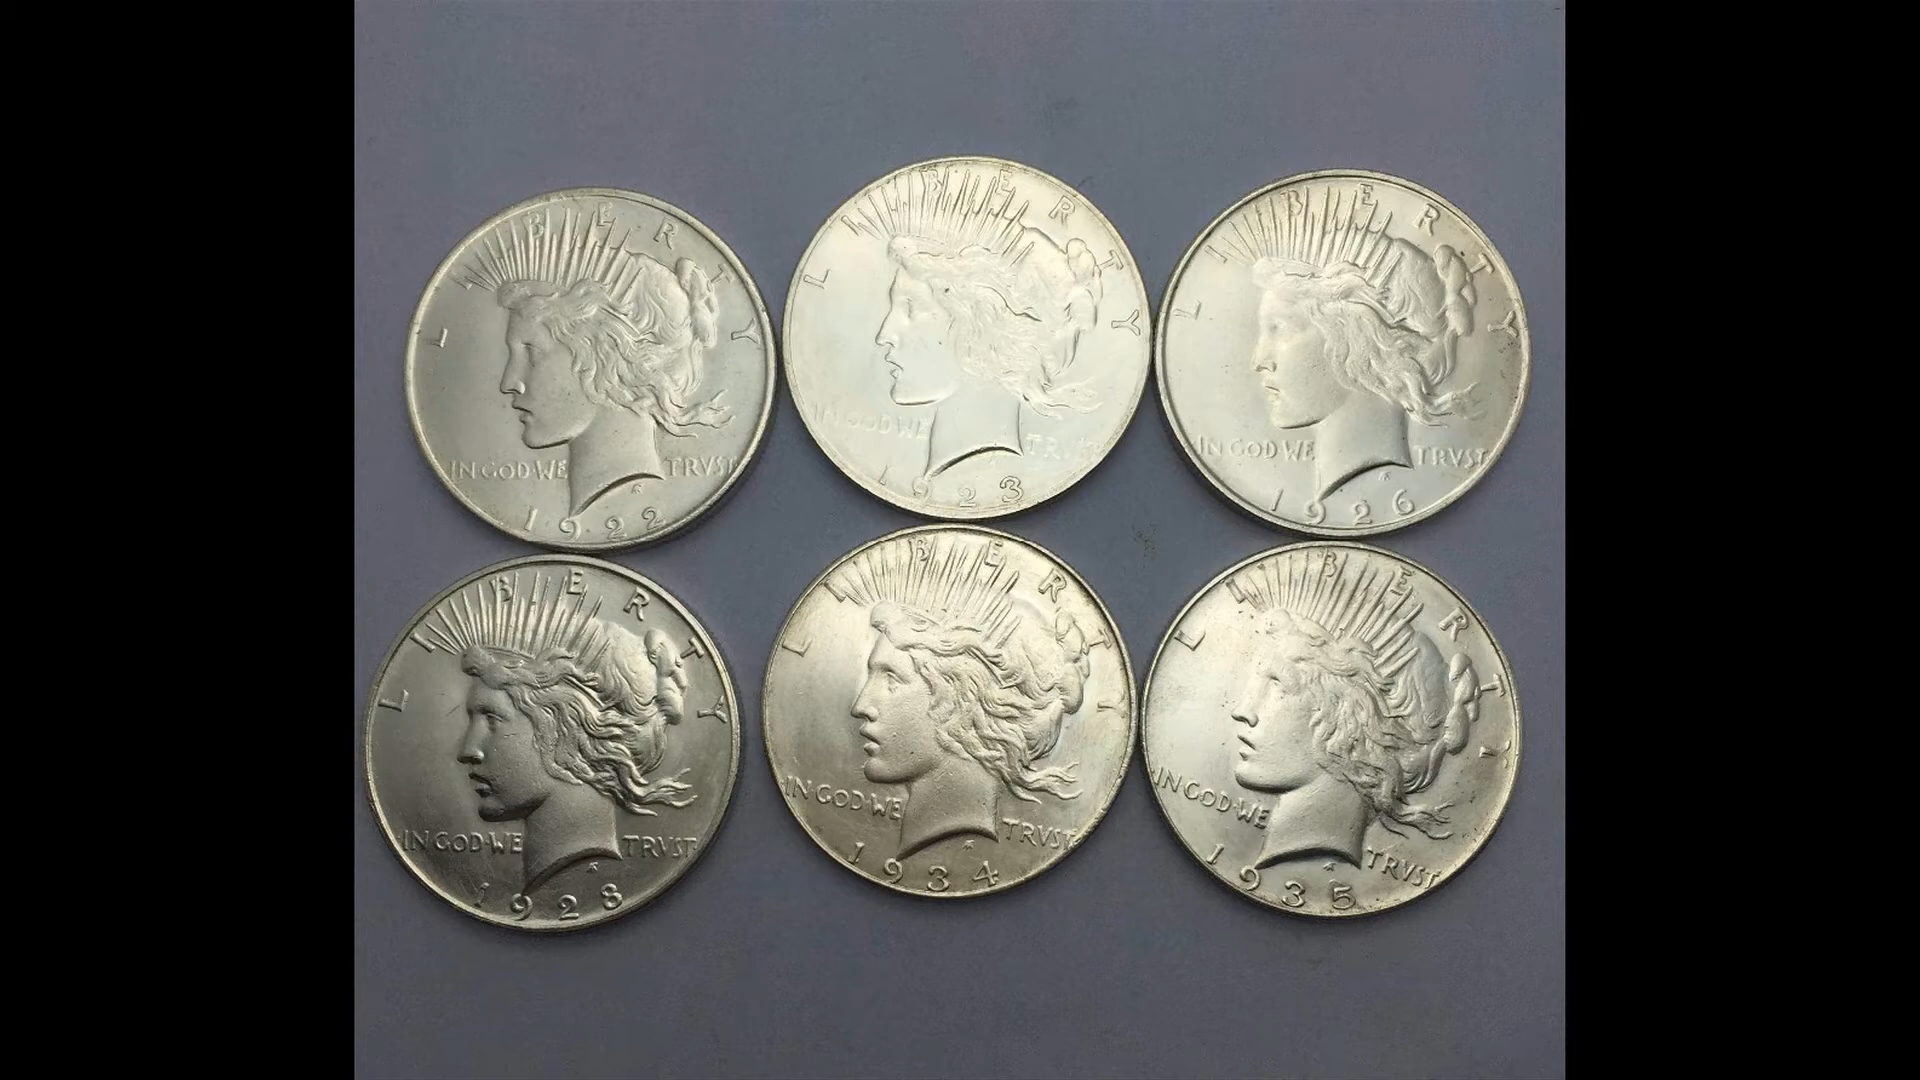 LIBERTY
IN GOD WE TRVST
1922
LIBERTY
IN GOD WE TRVST
1923
LIBERTY
IN GOD WE TRVST
1926
LIBERTY
IN GOD WE TRVST
1928
LIBERTY
IN GOD WE TRVST
1934
LIBERTY
IN GOD WE TRVST
1935